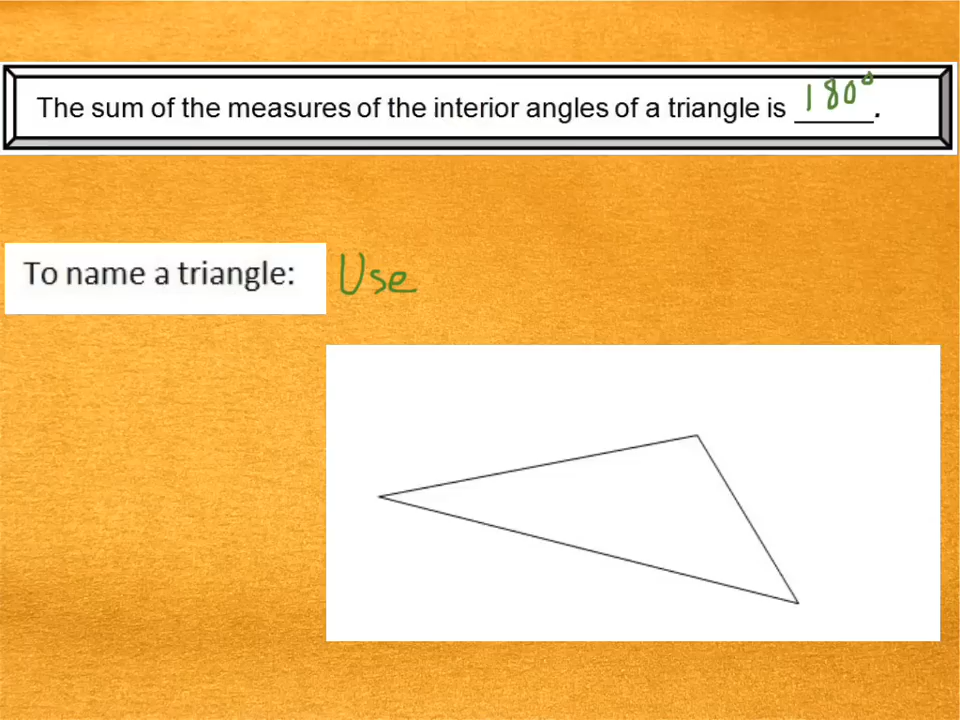 The sum of the measures of the interior angles of a triangle is 180°.
To name a triangle: Use